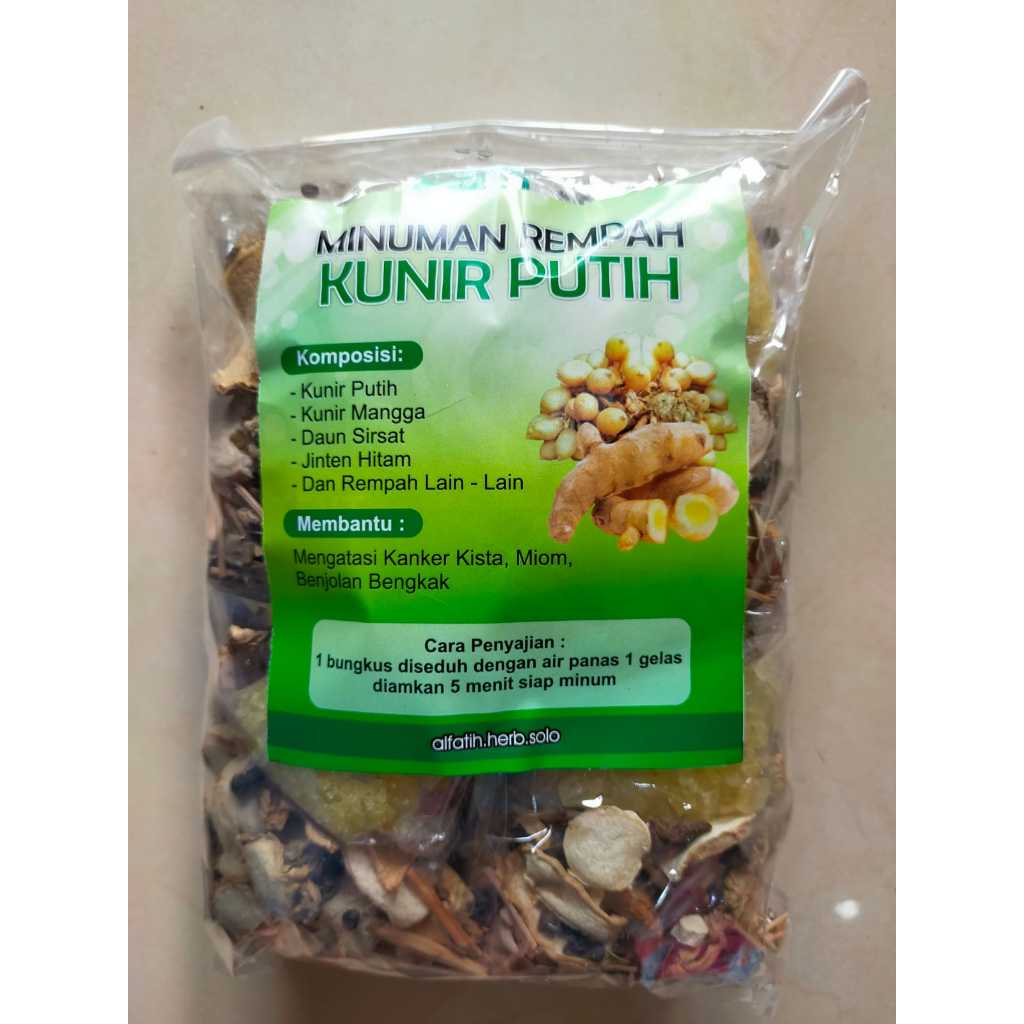 MINUMAN REMPAH
KUNIR PUTIH
Komposisi:
- Kunir Putih
- Kunir Mangga
- Daun Sirsat
- Jinten Hitam
- Dan Rempah Lain - Lain
Membantu :
Mengatasi Kanker Kista, Miom,
Benjolan Bengkak
Cara Penyajian :
1 bungkus diseduh dengan air panas 1 gelas
diamkan 5 menit siap minum
alfatih.herb.solo